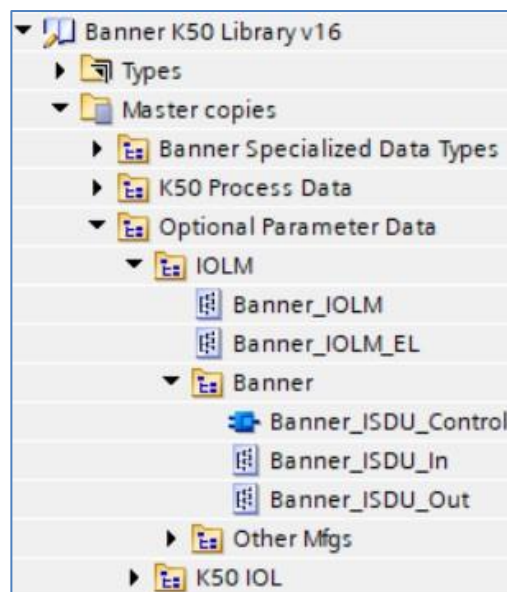 Banner K50 Library v16
Types
Master copies
Banner Specialized Data Types
K50 Process Data
Optional Parameter Data
IOLM
Banner_IOLM
Banner_IOLM_EL
Banner
Banner_ISDU_Control
Banner_ISDU_In
Banner_ISDU_Out
Other Mfgs
K50 IOL